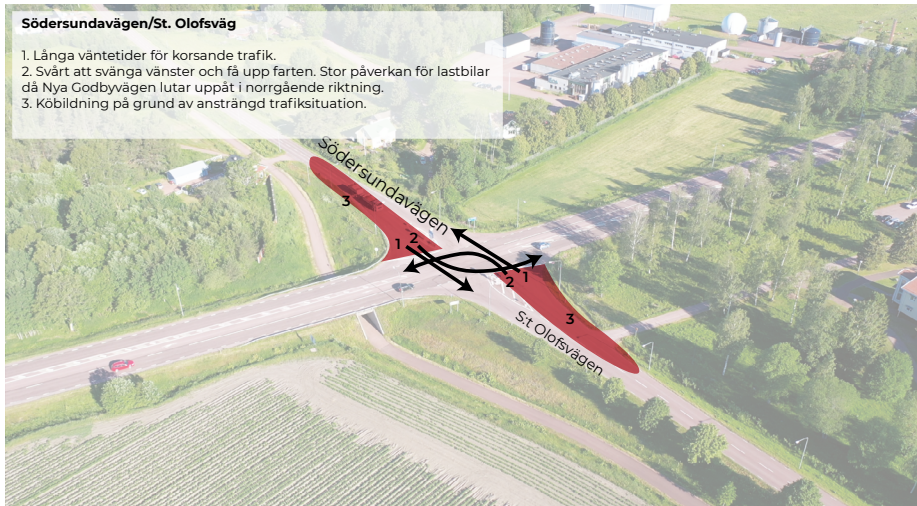 Södersundavägen/St. Olofsväg
1. Långa väntetider för korsande trafik.
2. Svårt att svänga vänster och få upp farten. Stor påverkan för lastbilar
då Nya Godbyvägen lutar uppåt i norrgående riktning.
3. Köbildning på grund av ansträngd trafiksituation.
Södersundavägen
3
2
1
1
2
3
S:t Olofsvägen